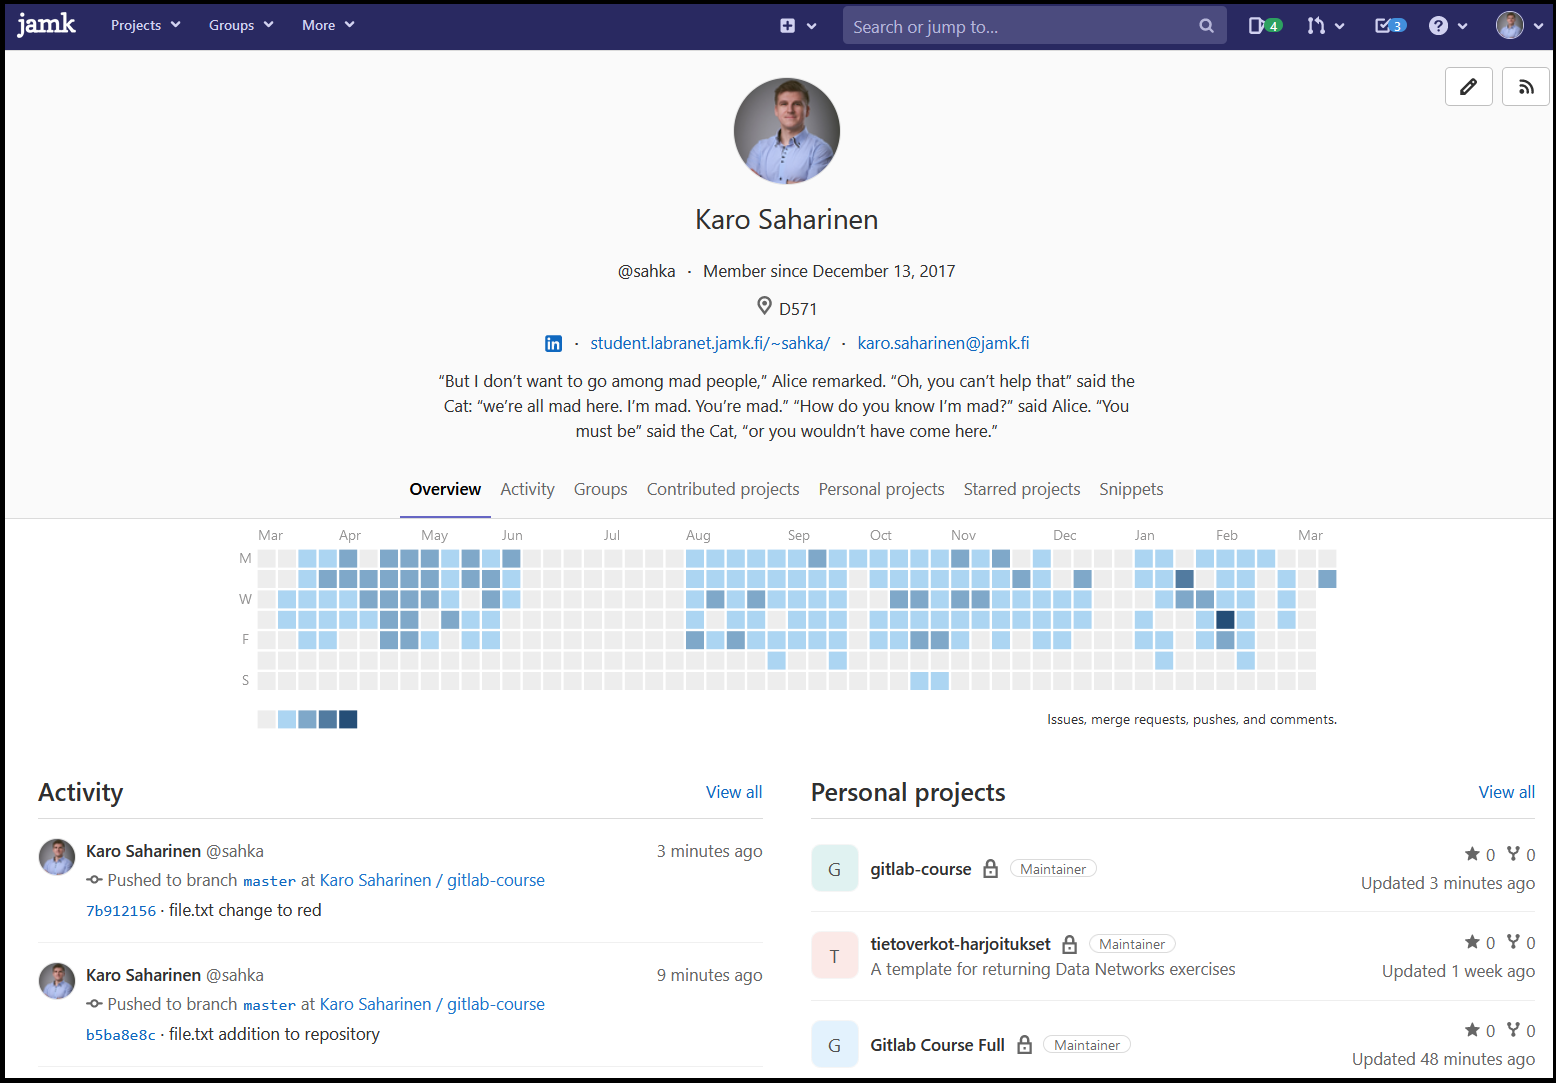 jamk Projects Groups More Search or jump to... 4 3
Karo Saharinen
@sahka · Member since December 13, 2017
D571
in · student.labranet.jamk.fi/~sahka/ · karo.saharinen@jamk.fi
“But I don’t want to go among mad people,” Alice remarked. “Oh, you can’t help that” said the
Cat: “we’re all mad here. I’m mad. You’re mad.” “How do you know I’m mad?” said Alice. “You
must be” said the Cat, “or you wouldn’t have come here.”
Overview Activity Groups Contributed projects Personal projects Starred projects Snippets
Mar Apr May Jun Jul Aug Sep Oct Nov Dec Jan Feb Mar
M
W
F
S
Issues, merge requests, pushes, and comments.
Activity View all
Karo Saharinen @sahka 3 minutes ago
Pushed to branch master at Karo Saharinen / gitlab-course
7b912156 · file.txt change to red
Karo Saharinen @sahka 9 minutes ago
Pushed to branch master at Karo Saharinen / gitlab-course
b5ba8e8c · file.txt addition to repository
Personal projects View all
G gitlab-course Maintainer 0 0
Updated 3 minutes ago
T tietoverkot-harjoitukset Maintainer 0 0
A template for returning Data Networks exercises Updated 1 week ago
G Gitlab Course Full Maintainer 0 0
Updated 48 minutes ago